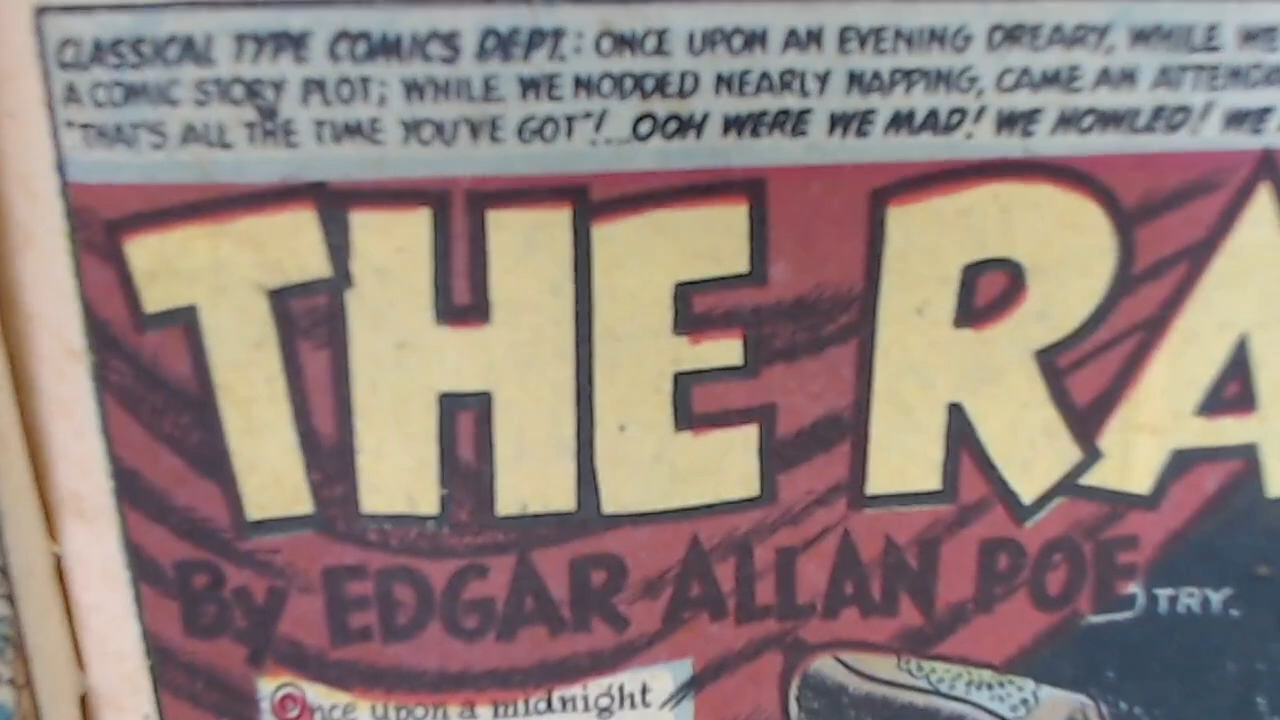 CLASSICAL TYPE COMICS DEPT.: ONCE UPON AN EVENING DREARY, WHILE WE
A COMIC STORY PLOT; WHILE WE NODDED NEARLY NAPPING, CAME AN
"THAT'S ALL THE TIME YOU'VE GOT"!...OOH WERE WE MAD! WE HOWLED! WE
THE RA
By EDGAR ALLAN POE
TRY.
Once upon a midnight